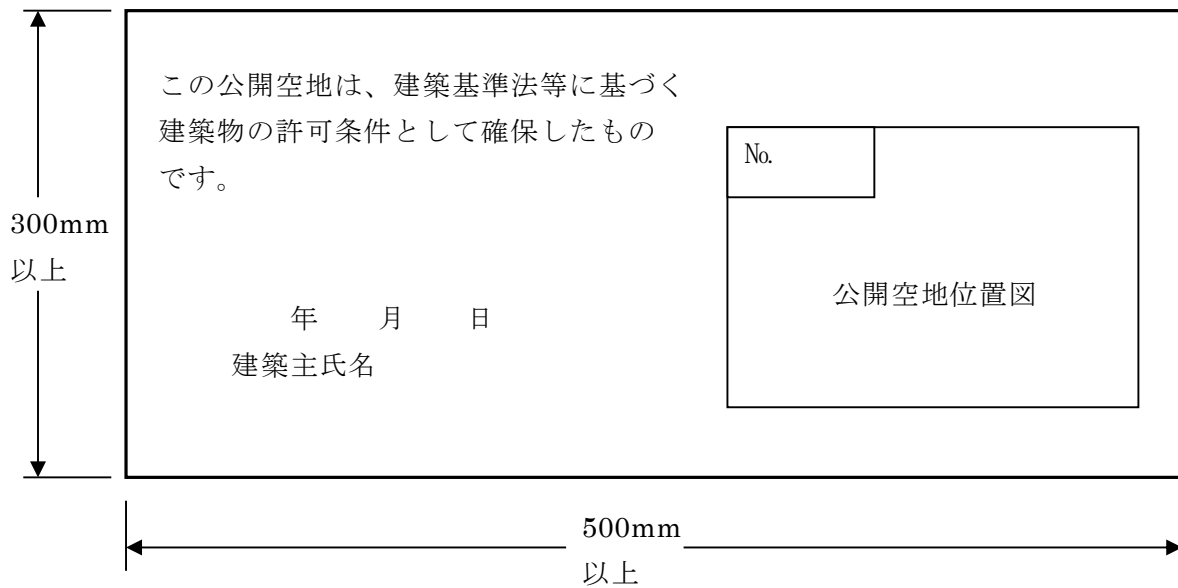 この公開空地は、建築基準法等に基づく
建築物の許可条件として確保したもの
です。
№
300mm
以上
公開空地位置図
年　　月　　日
建築主氏名
500mm
以上